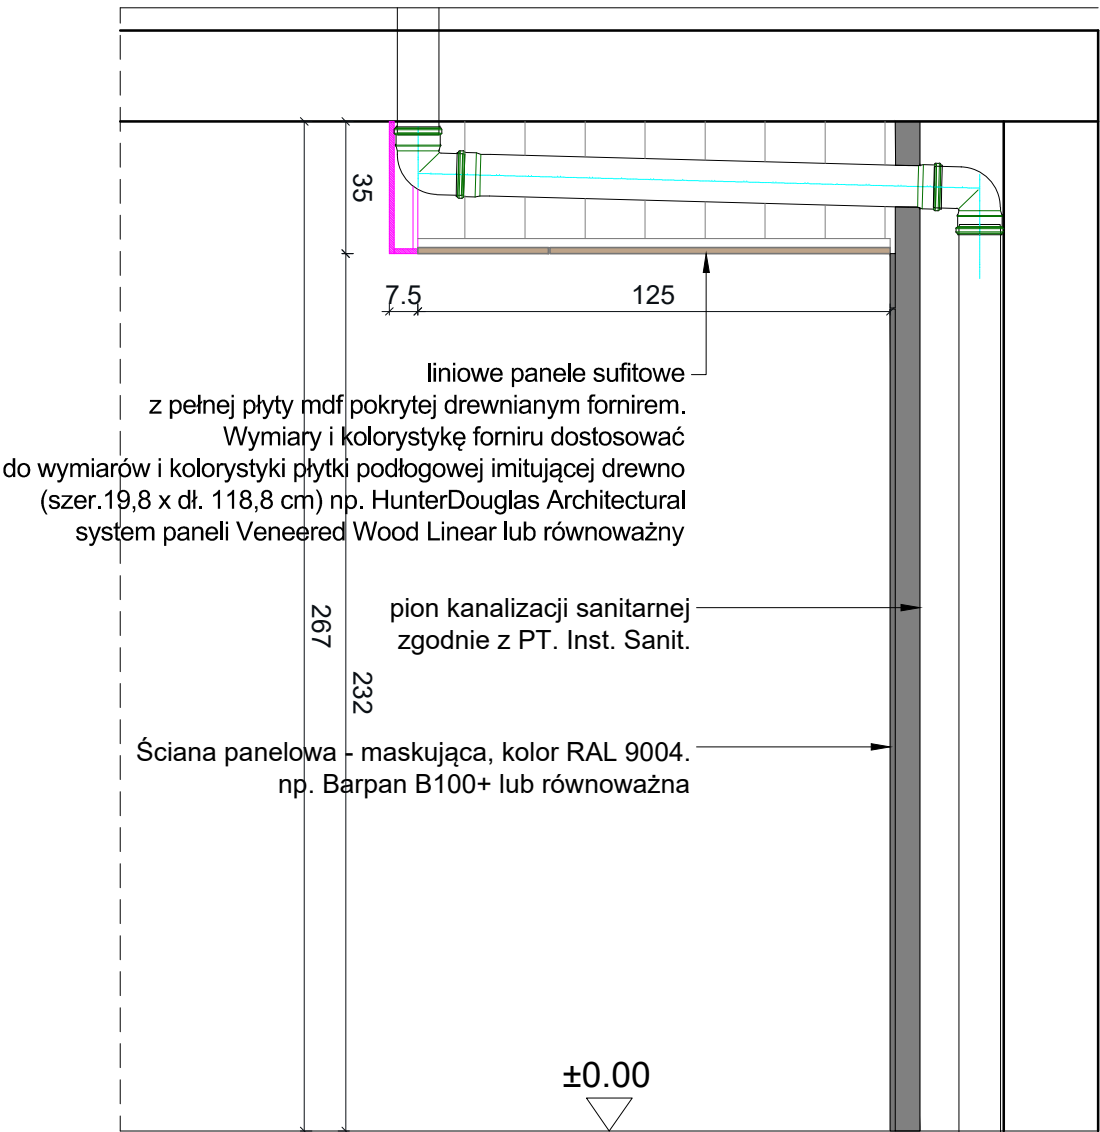 35
7.5
125
liniowe panele sufitowe
z pełnej płyty mdf pokrytej drewnianym fornirem.
Wymiary i kolorystykę forniru dostosować
do wymiarów i kolorystyki płytki podłogowej imitującej drewno
(szer.19,8 x dł. 118,8 cm) np. HunterDouglas Architectural
system paneli Veneered Wood Linear lub równoważny
267
232
pion kanalizacji sanitarnej
zgodnie z PT. Inst. Sanit.
Ściana panelowa - maskująca, kolor RAL 9004.
np. Barpan B100+ lub równoważna
±0.00